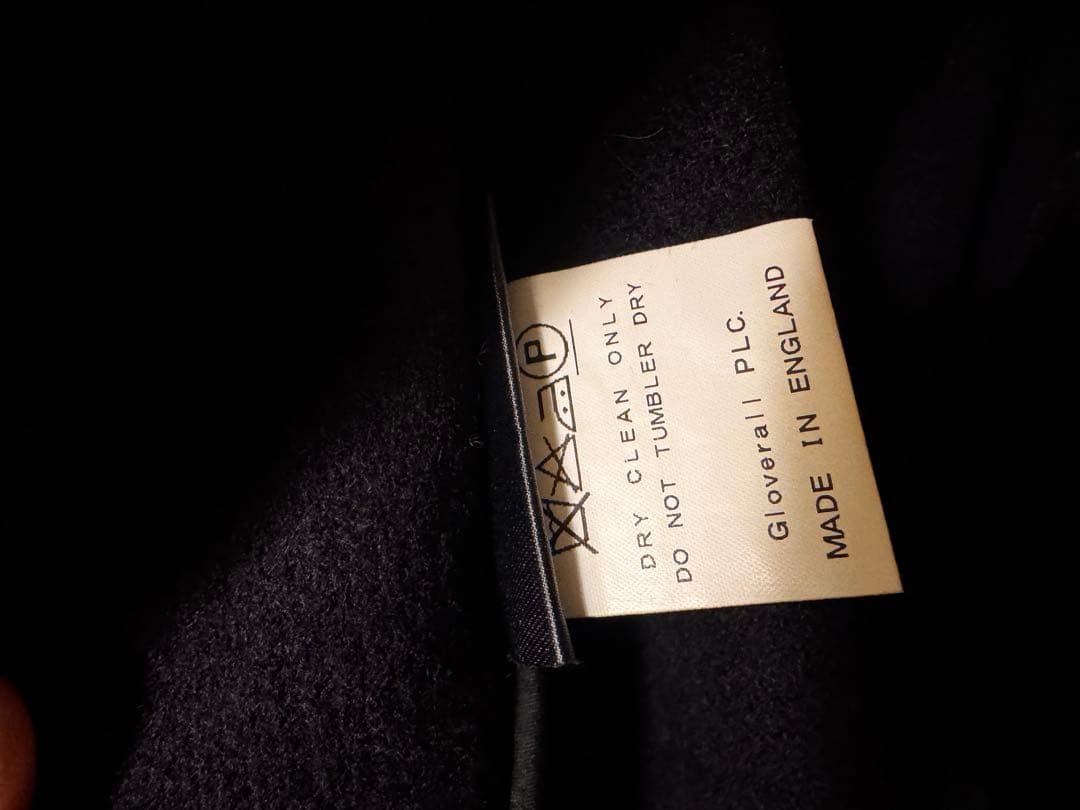 P
DRY CLEAN ONLY
DO NOT TUMBLER DRY
Gloverall PLC.
MADE IN ENGLAND